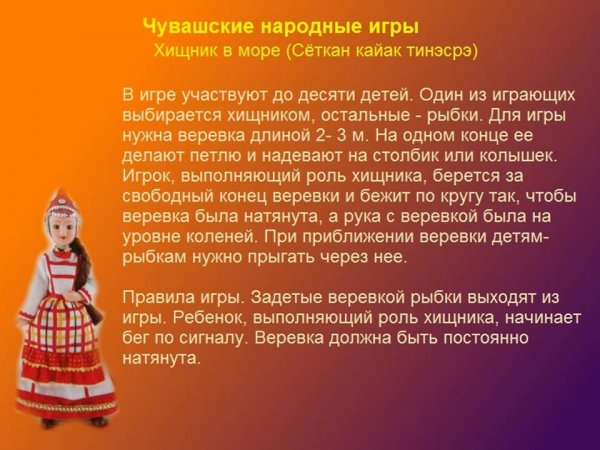 Чувашские народные игры
Хищник в море (Сёткан кайак тинэсрэ)
В игре участвуют до десяти детей. Один из играющих
выбирается хищником, остальные - рыбки. Для игры
нужна веревка длиной 2- 3 м. На одном конце ее
делают петлю и надевают на столбик или колышек.
Игрок, выполняющий роль хищника, берется за
свободный конец веревки и бежит по кругу так, чтобы
веревка была натянута, а рука с веревкой была на
уровне коленей. При приближении веревки детям-
рыбкам нужно прыгать через нее.
Правила игры. Задетые веревкой рыбки выходят из
игры. Ребенок, выполняющий роль хищника, начинает
бег по сигналу. Веревка должна быть постоянно
натянута.